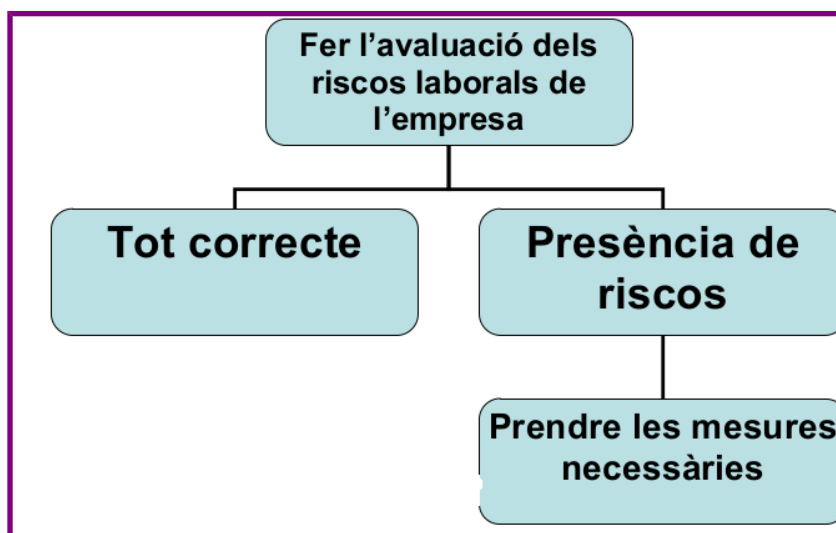 Fer l’avaluació dels
riscos laborals de
l’empresa
Tot correcte
Presència de
riscos
Prendre les mesures
necessàries